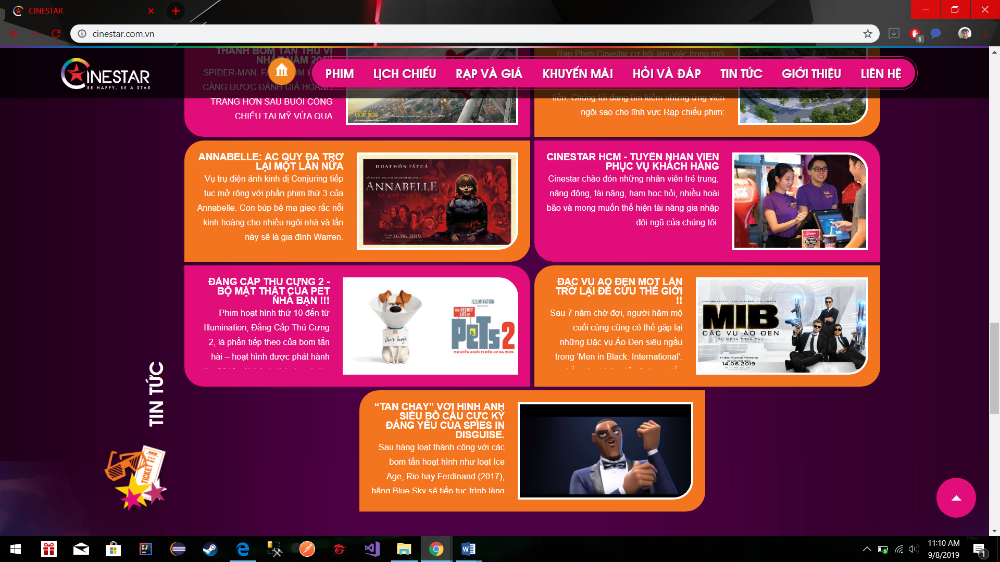 CINESTAR
cinestar.com.vn
CINESTAR
BE HAPPY, BE A STAR
PHIM
LỊCH CHIẾU
RẠP VÀ GIÁ
KHUYẾN MÃI
HỎI VÀ ĐÁP
TIN TỨC
GIỚI THIỆU
LIÊN HỆ
SPIDER-MAN:
CÀNG ĐƯỢC ĐÁNH GIÁ HOÀNH
TRÁNG HƠN SAU BUỔI CÔNG
CHIẾU TẠI MỸ VỪA QUA
05.07.2019
Rạp Phim Cinestar cơ hội làm việc trong môi
tiến. Chúng tôi đang tìm kiếm những ứng viên
ngôi sao cho lĩnh vực Rạp chiếu phim:
ANNABELLE: ÁC QUỶ ĐÃ TRỞ
LẠI MỘT LẦN NỮA
Vụ trụ điện ảnh kinh dị Conjuring tiếp
tục mở rộng với phần phim thứ 3 của
Annabelle. Con búp bê ma gieo rắc nỗi
kinh hoàng cho nhiều ngôi nhà và lần
này sẽ là gia đình Warren.
ĐOẠT HỒN TẤT CẢ
ANNABELLE
ÁC QUỶ TRỞ VỀ
26.06.2019
CINESTAR HCM - TUYỂN NHÂN VIÊN
PHỤC VỤ KHÁCH HÀNG
Cinestar chào đón những nhân viên trẻ trung,
năng động, tài năng, ham học hỏi, nhiều hoài
bão và mong muốn thể hiện tài năng gia nhập
đội ngũ của chúng tôi.
ĐẲNG CẤP THÚ CƯNG 2 -
BỘ MẶT THẬT CỦA PET
NHÀ BẠN !!!
Phim hoạt hình thứ 10 đến từ
Illumination, Đẳng Cấp Thú Cưng
2, là phần tiếp theo của bom tấn
hài – hoạt hình được phát hành
Don't laugh
ILLUMINATION
PRESENTS
THE SECRET
LIFE OF
PETS 2
DỰ KIẾN KHỞI CHIẾU 07.06.2019
ĐẶC VỤ ÁO ĐEN MỘT LẦN
TRỞ LẠI ĐỂ CỨU THẾ GIỚI
!!
Sau 7 năm chờ đợi, người hâm mộ
cuối cùng cũng có thể gặp lại
những Đặc vụ Áo Đen siêu ngầu
trong ‘Men in Black: International’.
MIB
ĐẶC VỤ ÁO ĐEN
SỨ MỆNH TOÀN CẦU
14.06.2019
“TAN CHẢY” VỚI HÌNH ẢNH
SIÊU BỒ CÂU CỰC KỲ
ĐÁNG YÊU CỦA SPIES IN
DISGUISE.
Sau hàng loạt thành công với các
bom tấn hoạt hình như loạt Ice
Age, Rio hay Ferdinand (2017),
hãng Blue Sky sẽ tiếp tục trình làng
TIN TỨC
TICKET
11:10 AM
9/8/2019